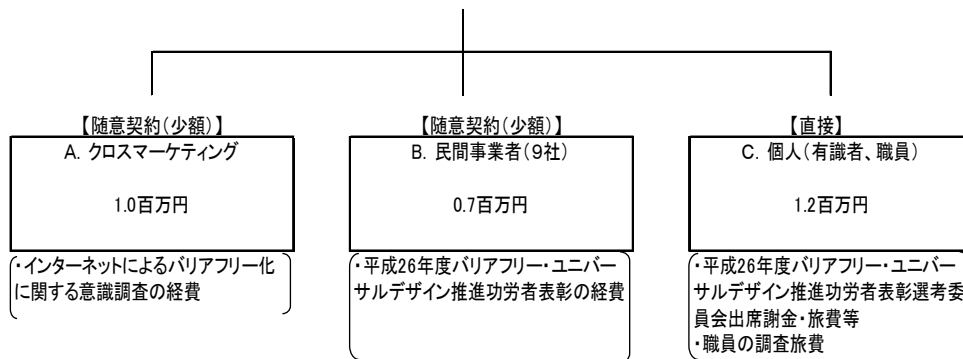 【随意契約(少額)】
A. クロスマーケティング
1.0百万円
・インターネットによるバリアフリー化
に関する意識調査の経費
【随意契約(少額)】
B. 民間事業者(9社)
0.7百万円
・平成26年度バリアフリー・ユニバー
サルデザイン推進功労者表彰の経費
【直接】
C. 個人(有識者、職員)
1.2百万円
・平成26年度バリアフリー・ユニバー
サルデザイン推進功労者表彰選考委
員会出席謝金・旅費等
・職員の調査旅費